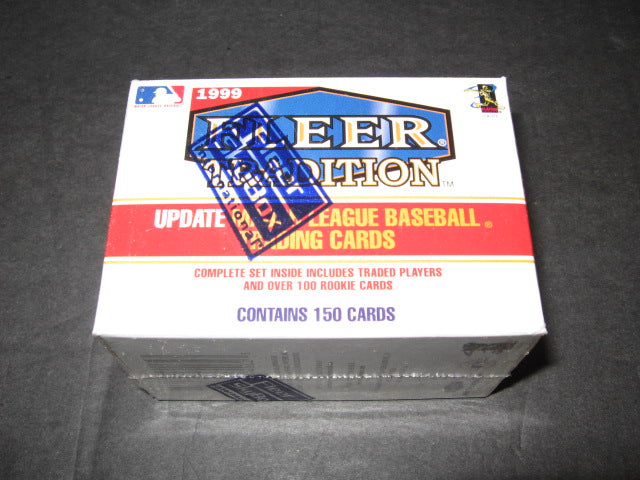 1999
FLEER
TRADITION™
UPDATE LEAGUE BASEBALL®
TRADING CARDS
COMPLETE SET INSIDE INCLUDES TRADED PLAYERS
AND OVER 100 ROOKIE CARDS
CONTAINS 150 CARDS